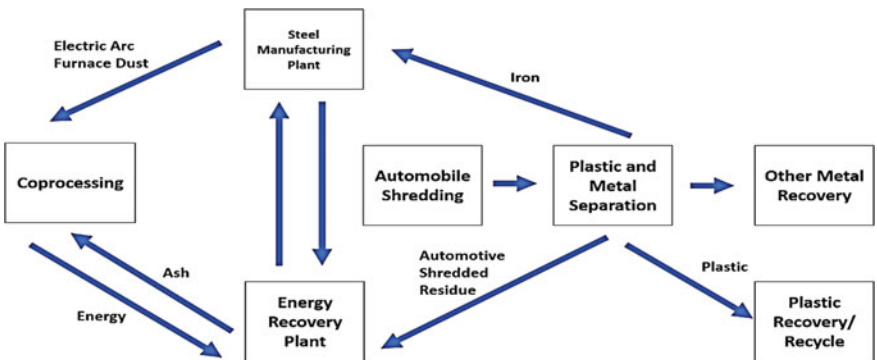 Electric Arc
Furnace Dust
Steel
Manufacturing
Plant
Iron
Coprocessing
Automobile
Shredding
Plastic and
Metal
Separation
Other Metal
Recovery
Ash
Energy
Energy
Recovery
Plant
Automotive
Shredded
Residue
Plastic
Plastic
Recovery/
Recycle